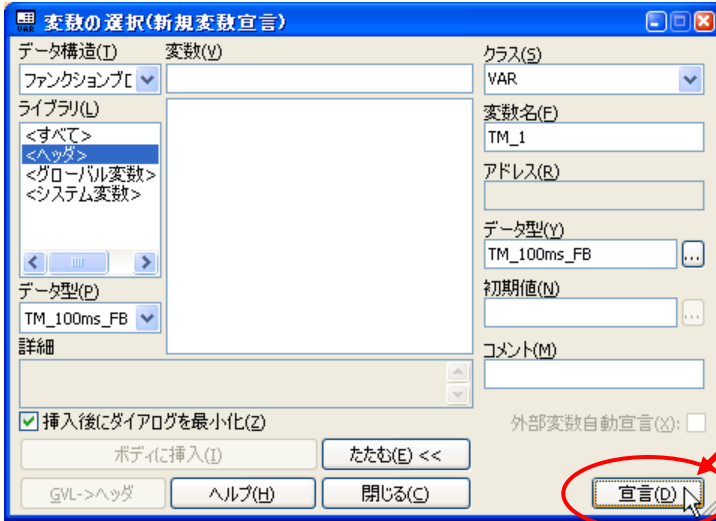 変数の選択(新規変数宣言)
データ構造(T)
変数(V)
クラス(S)
ファンクションブロ
VAR
ライブラリ(L)
変数名(F)
<すべて>
<ヘッダ>
<グローバル変数>
<システム変数>
TM_1
アドレス(R)
データ型(Y)
TM_100ms_FB
...
データ型(P)
初期値(N)
TM_100ms_FB
...
詳細
コメント(M)
挿入後にダイアログを最小化(Z)
外部変数自動宣言(X):
ボディに挿入(I)
たたむ(E) <<
GVL->ヘッダ
ヘルプ(H)
閉じる(C)
宣言(D)